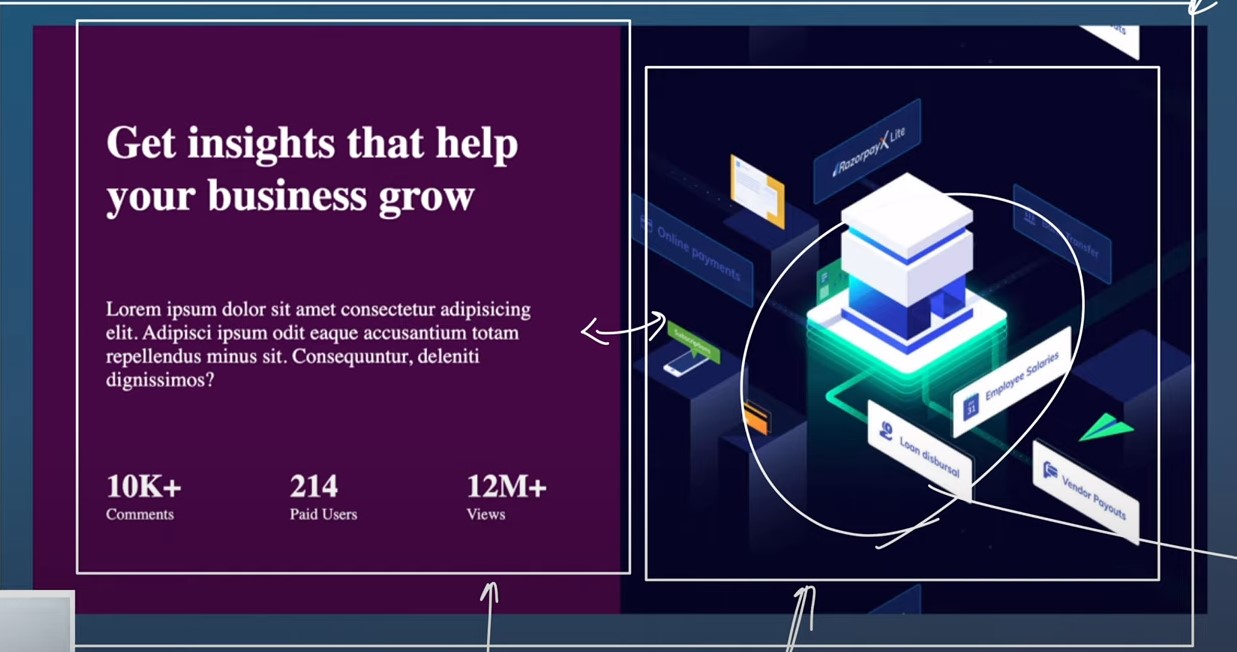 Get insights that help
your business grow
Lorem ipsum dolor sit amet consectetur adipisicing
elit. Adipisci ipsum odit eaque accusantium totam
repellendus minus sit. Consequuntur, deleniti
dignissimos?
10K+
Comments
214
Paid Users
12M+
Views
RazorpayX Lite
Online payments
Transfer
Subscriptions
Employee Salaries
31
Loan disbursal
Vendor Payouts